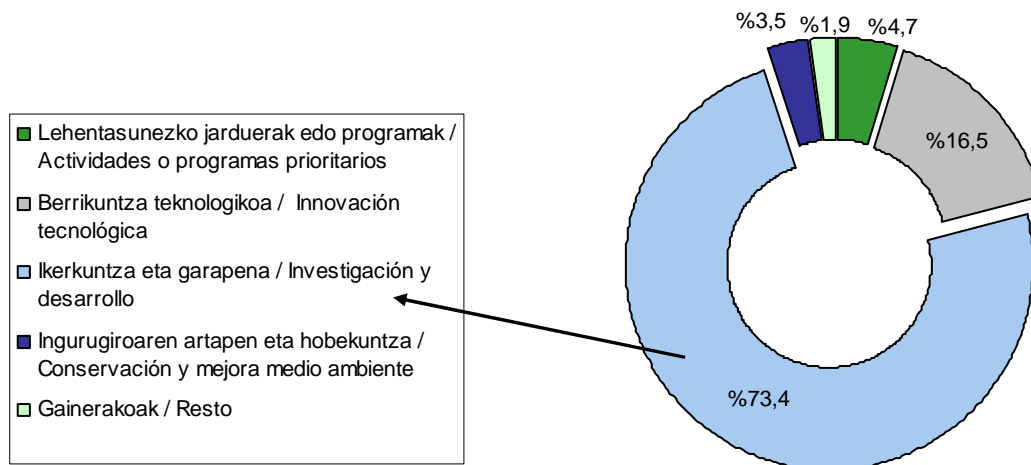 %3,5
%1,9
%4,7
%16,5
%73,4
Lehentasunezko jarduerak edo programak /
Actividades o programas prioritarios
Berrikuntza teknologikoa / Innovación
tecnológica
Ikerkuntza eta garapena / Investigación y
desarrollo
Ingurugiroaren artapen eta hobekuntza /
Conservación y mejora medio ambiente
Gainerakoak / Resto